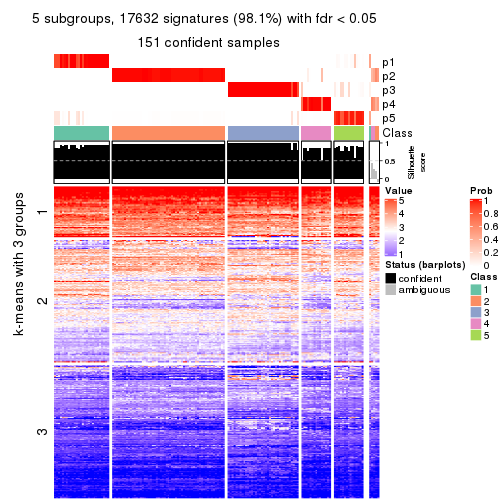 5 subgroups, 17632 signatures (98.1%) with fdr < 0.05
151 confident samples
p1
p2
p3
p4
p5
Class
1
0.5
0
Silhouette
score
k-means with 3 groups
1
2
3
Value
5
4
3
2
1
Status (barplots)
confident
ambiguous
Prob
1
0.8
0.6
0.4
0.2
0
Class
1
2
3
4
5